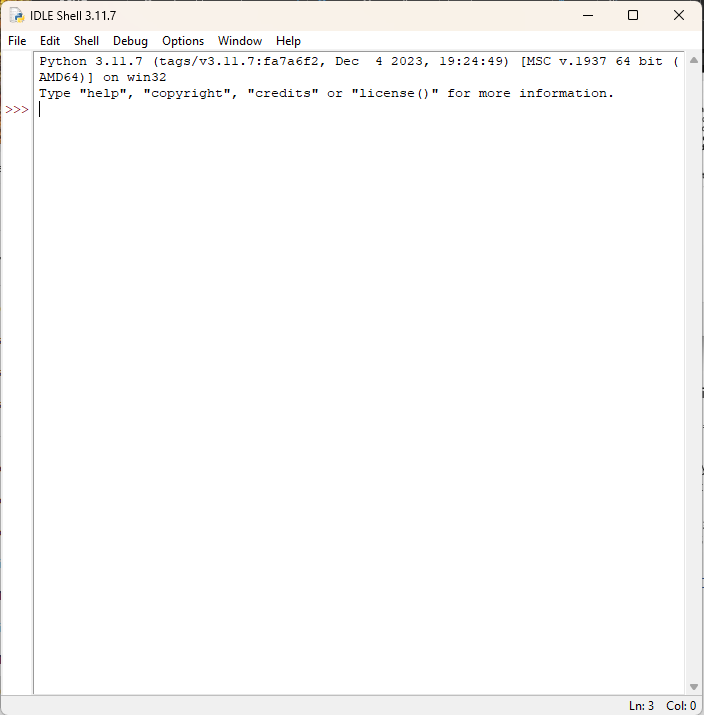 IDLE Shell 3.11.7
File Edit Shell Debug Options Window Help
Python 3.11.7 (tags/v3.11.7:fa7a6f2, Dec  4 2023, 19:24:49) [MSC v.1937 64 bit (
AMD64)] on win32
Type "help", "copyright", "credits" or "license()" for more information.
>>>
Ln: 3 Col: 0